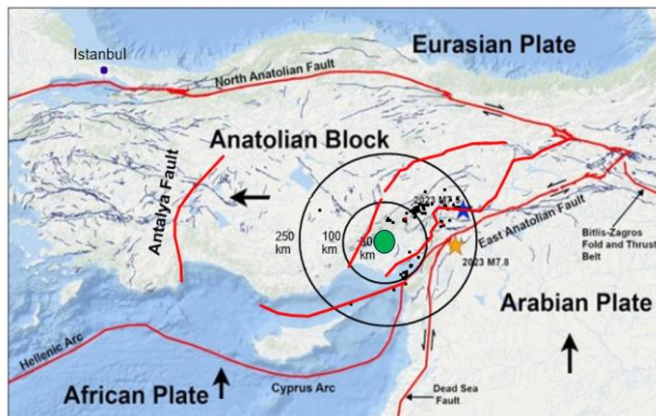 Istanbul
Eurasian Plate
North Anatolian Fault
Anatolian Block
Antalya Fault
2023 M7.5
250
km
100
km
30
km
East Anatolian Fault
2023 M7.8
Bitlis-Zagros
Fold and Thrust
Belt
Arabian Plate
Hellenic Arc
African Plate
Cyprus Arc
Dead Sea
Fault